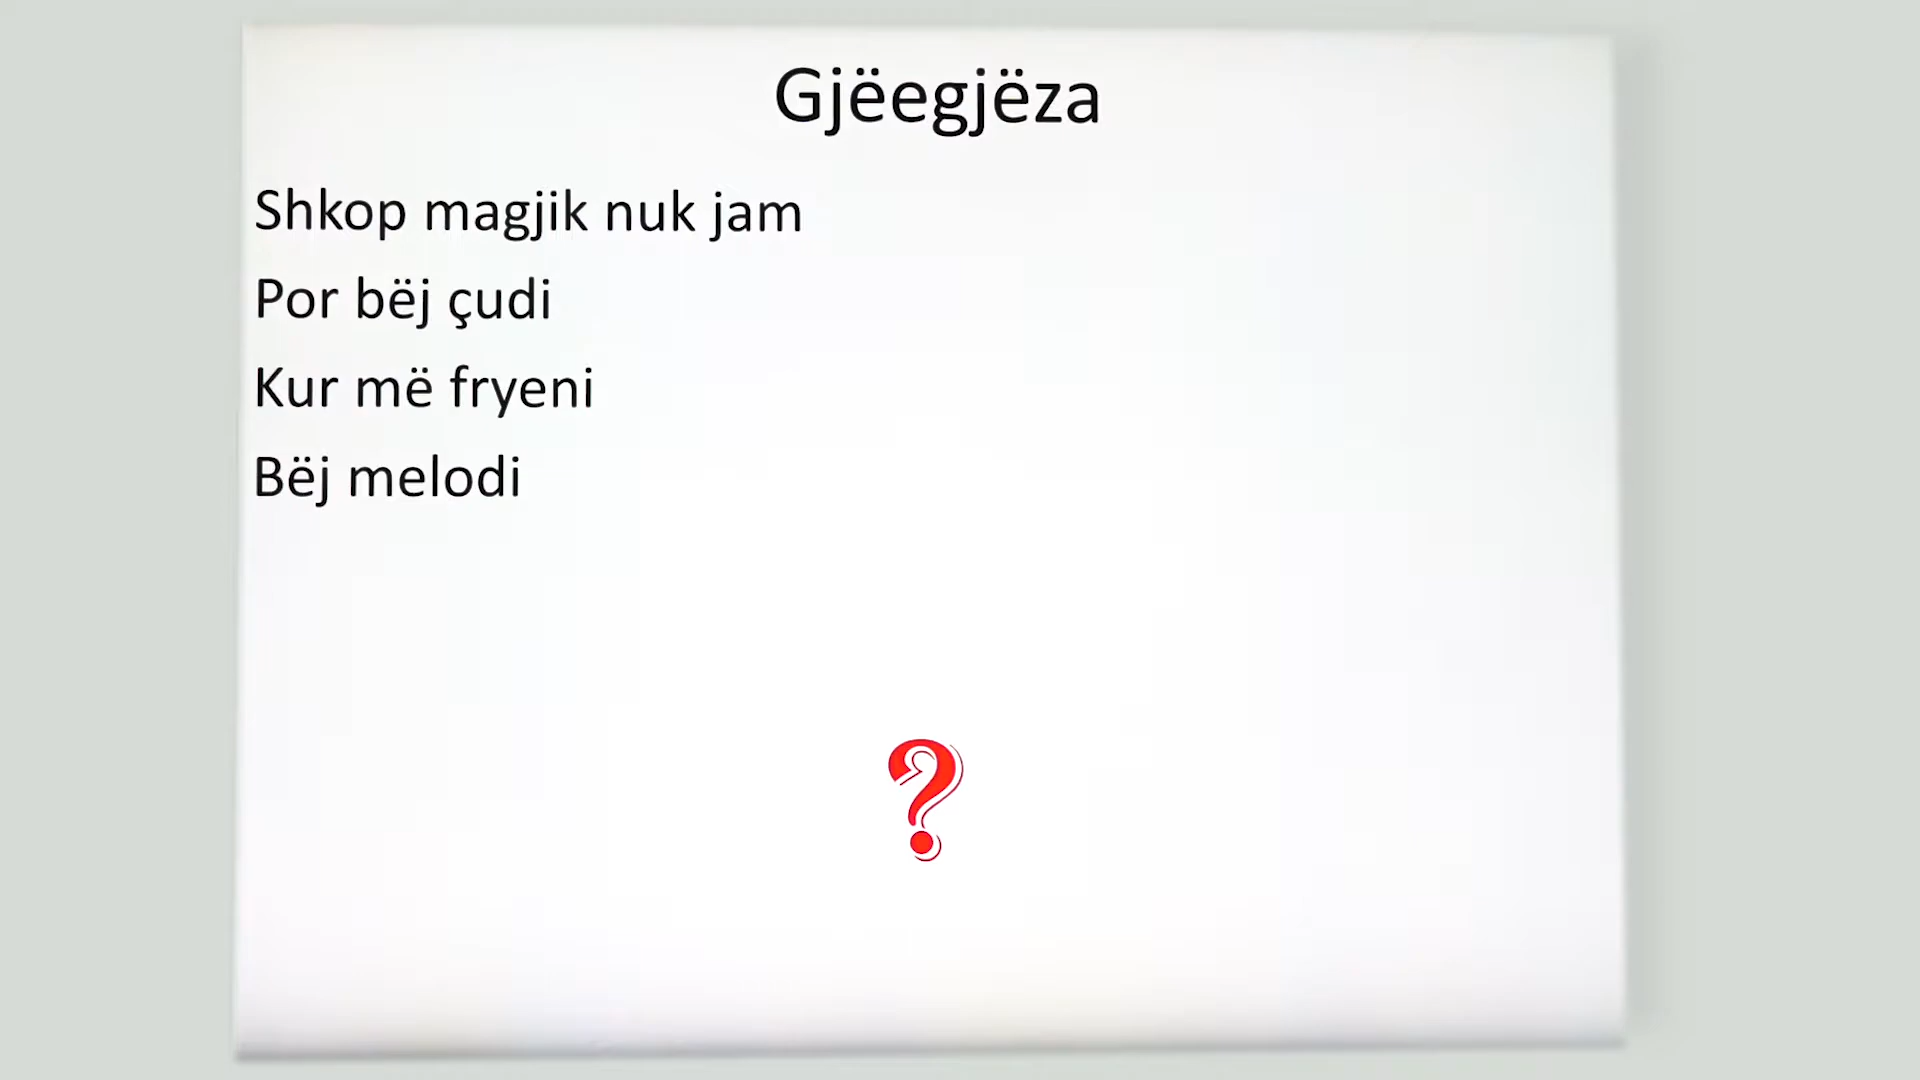 Gjëegjëza
Shkop magjik nuk jam
Por bëj çudi
Kur më fryeni
Bëj melodi
?